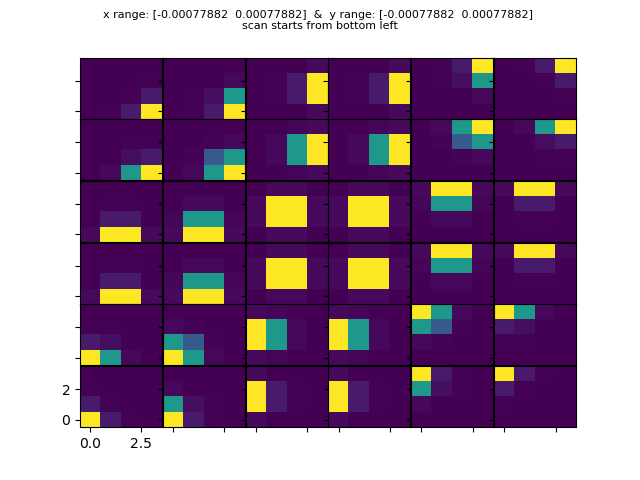 x range: [-0.00077882  0.00077882]  &  y range: [-0.00077882  0.00077882]
scan starts from bottom left
2
0
0.0
2.5